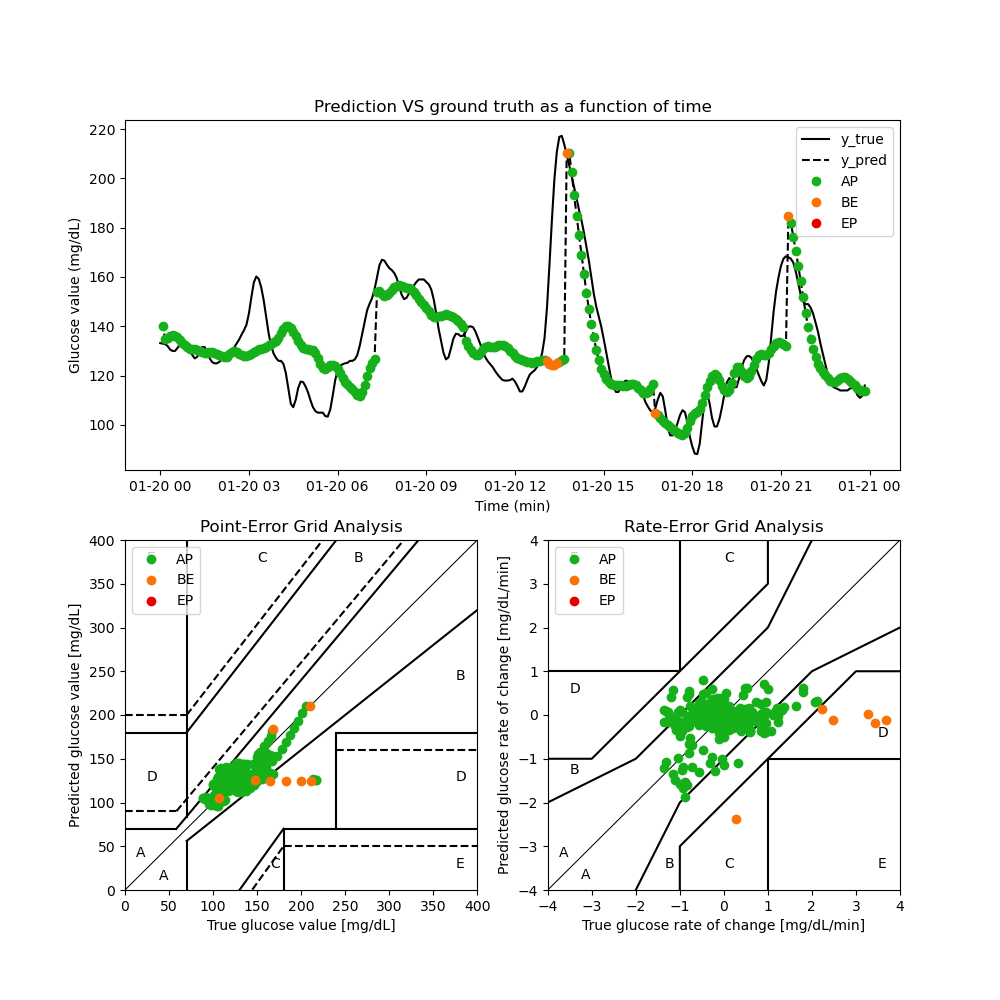 Prediction VS ground truth as a function of time
Glucose value (mg/dL)
220
200
180
160
140
120
100
y_true
y_pred
AP
BE
EP
01-20 00 01-20 03 01-20 06 01-20 09 01-20 12 01-20 15 01-20 18 01-20 21 01-21 00
Time (min)
Point-Error Grid Analysis
Predicted glucose value [mg/dL]
400
350
300
250
200
150
100
50
0
AP
BE
EP
C
B
B
D
D
A
A
C
E
0 50 100 150 200 250 300 350 400
True glucose value [mg/dL]
Rate-Error Grid Analysis
Predicted glucose rate of change [mg/dL/min]
4
3
2
1
0
−1
−2
−3
−4
AP
BE
EP
C
D
D
B
A
A
B
C
E
−4 −3 −2 −1 0 1 2 3 4
True glucose rate of change [mg/dL/min]